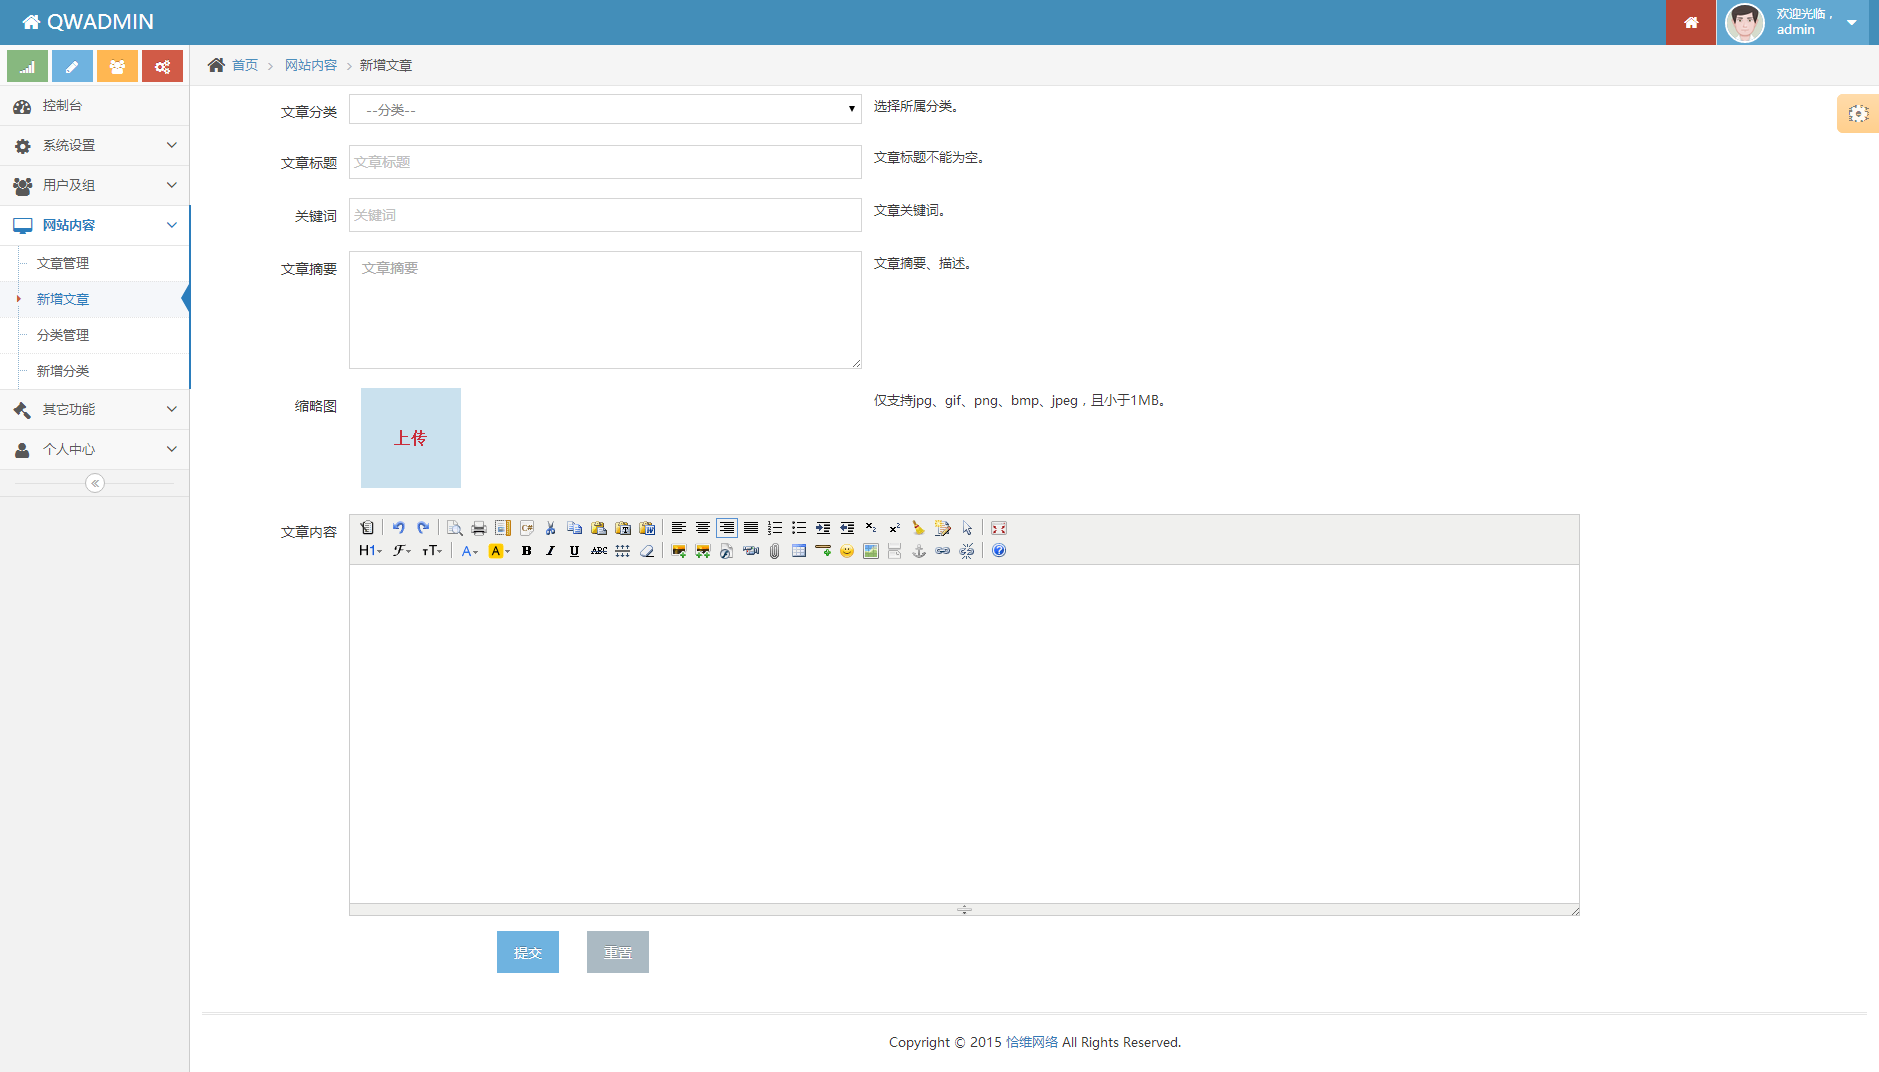 QWADMIN
欢迎光临，
admin
首页 > 网站内容 > 新增文章
控制台
系统设置
用户及组
网站内容
文章管理
新增文章
分类管理
新增分类
其它功能
个人中心
文章分类
--分类--
选择所属分类。
文章标题
文章标题
文章标题不能为空。
关键词
关键词
文章关键词。
文章摘要
文章摘要
文章摘要、描述。
缩略图
上传
仅支持jpg、gif、png、bmp、jpeg，且小于1MB。
文章内容
提交
重置
Copyright © 2015 恰维网络 All Rights Reserved.